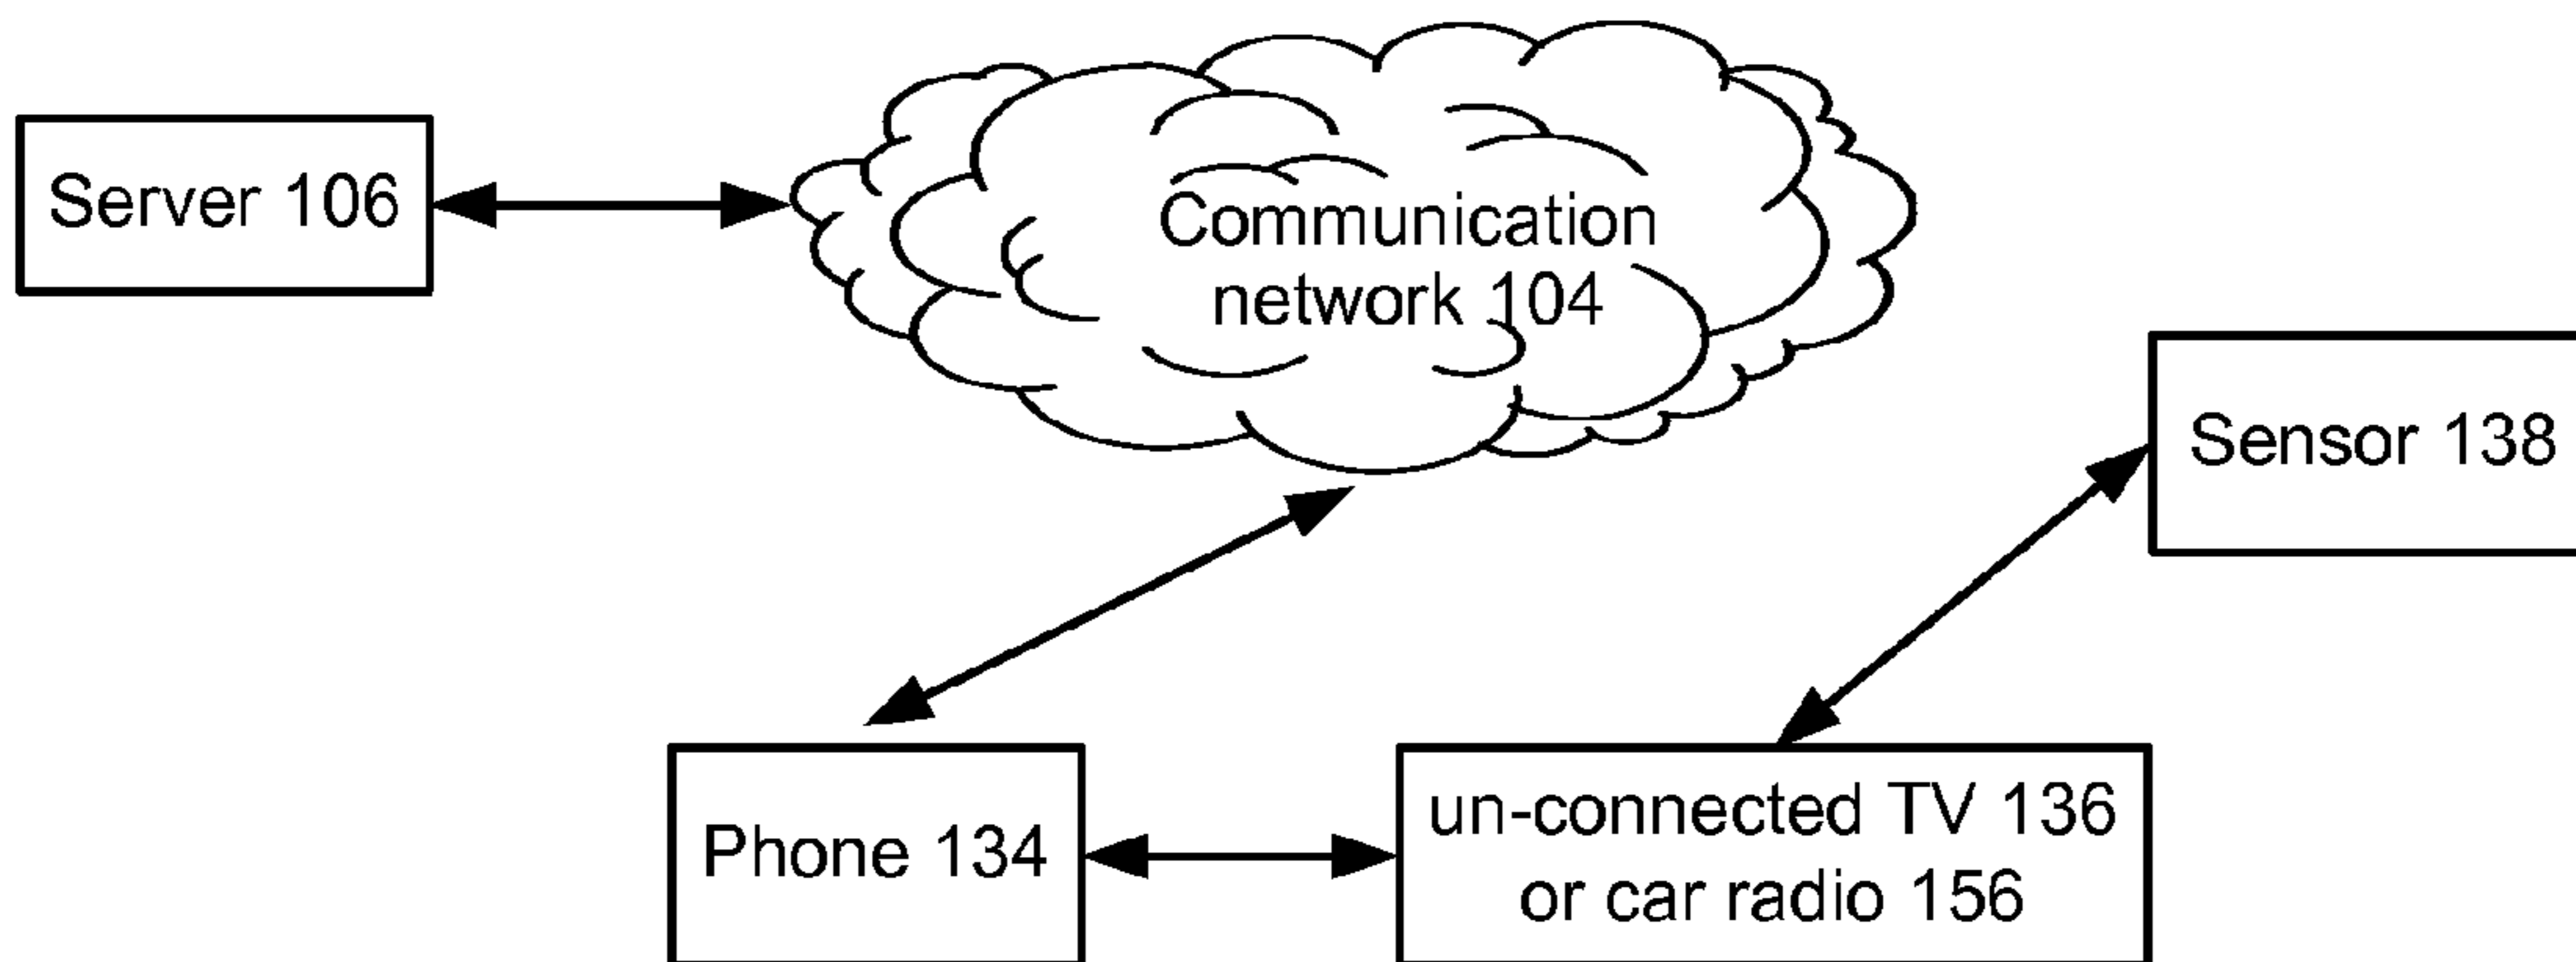 Server 106
Communication
network 104
Sensor 138
Phone 134
un-connected TV 136
or car radio 156